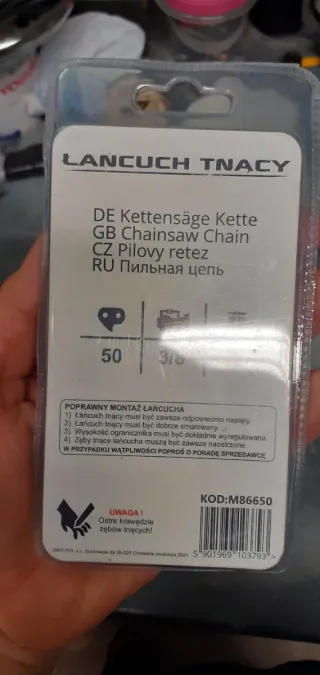 ŁAŃCUCH TNĄCY
DE Kettensäge Kette
GB Chainsaw Chain
CZ Pilovy retez
RU Пильная цепь
50
3/8
POPRAWNY MONTAŻ ŁAŃCUCHA
1) Łańcuch tnący musi być zawsze odpowiednio napięty.
2) Łańcuch tnący musi być dobrze smarowany
3) Wysokość ogranicznika musi być dokładnie wyregulowana
4) Zęby tnące łańcucha muszą być zawsze naostrzone.
W PRZYPADKU WĄTPLIWOŚCI POPROŚ O PORADĘ SPRZEDAWCĘ
UWAGA !
Ostre krawędzie
zębów tnących!
KOD:M86650
5 901969 103793 >